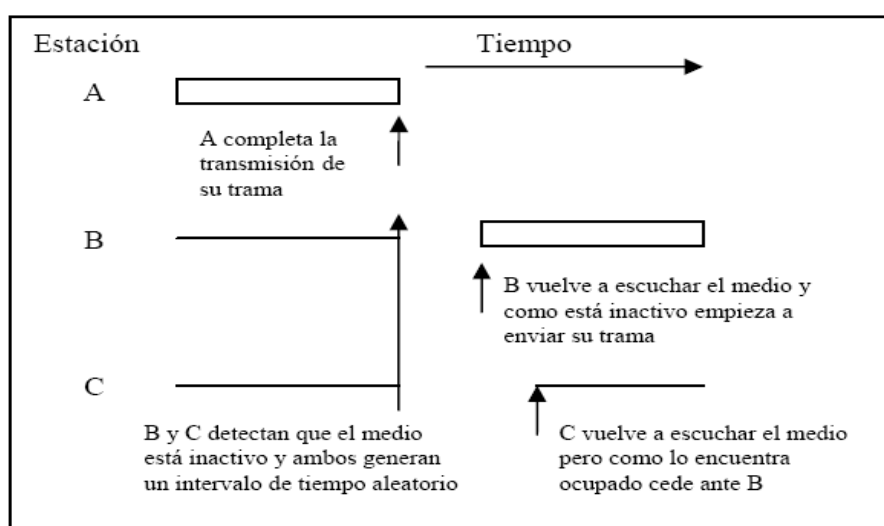 Estación
Tiempo
A
A completa la
transmisión de
su trama
B
B vuelve a escuchar el medio y
como está inactivo empieza a
enviar su trama
C
B y C detectan que el medio
está inactivo y ambos generan
un intervalo de tiempo aleatorio
C vuelve a escuchar el medio
pero como lo encuentra
ocupado cede ante B